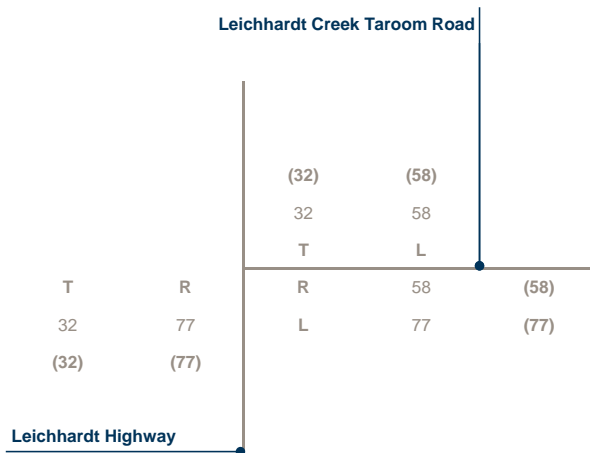 Leichhardt Creek Taroom Road
(32) (58)
32 58
T L
T R R 58 (58)
32 77 L 77 (77)
(32) (77)
Leichhardt Highway